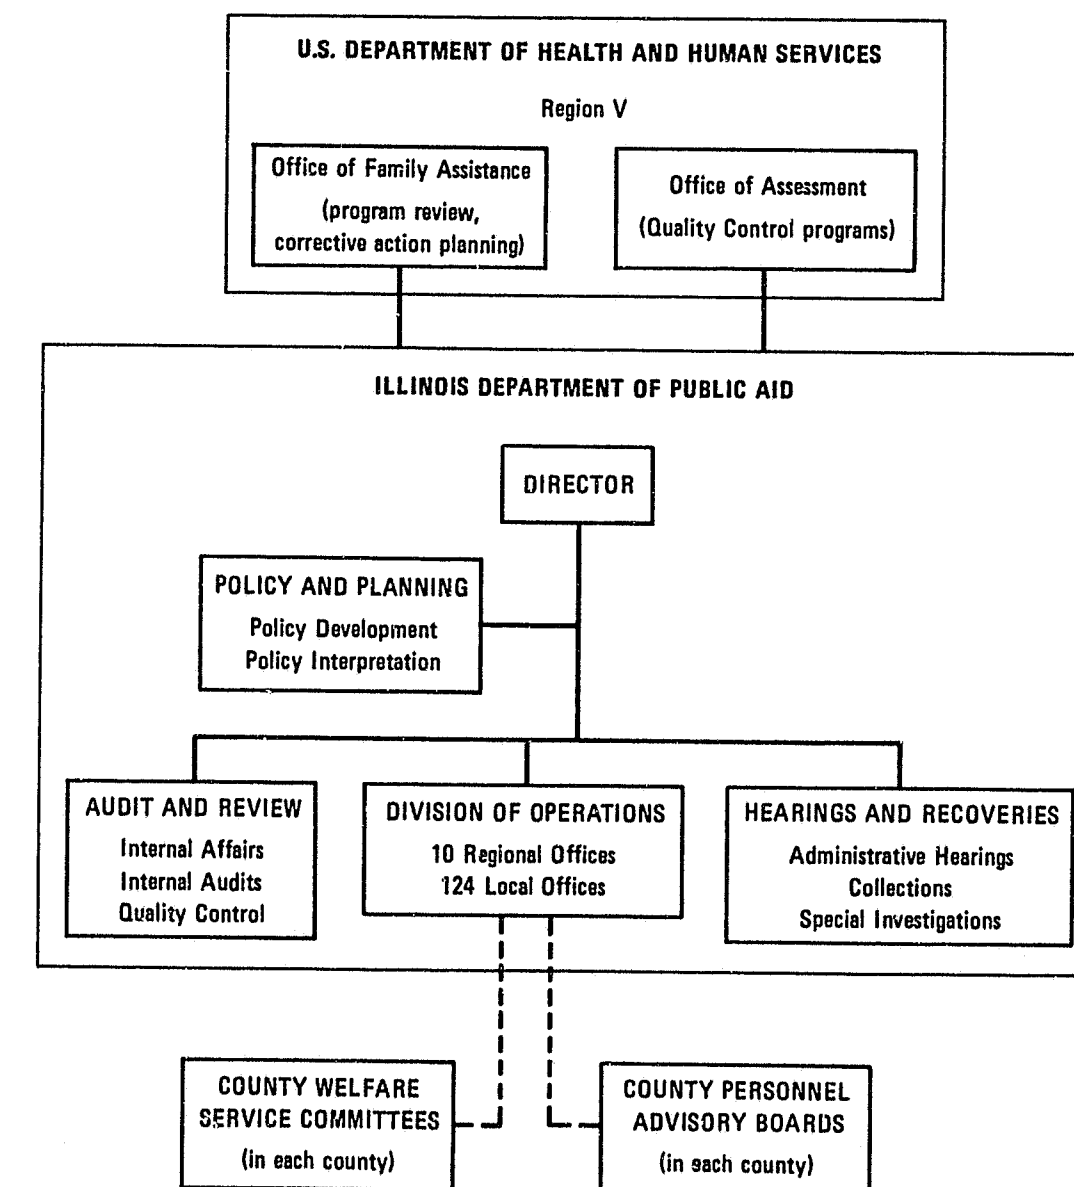 U.S. DEPARTMENT OF HEALTH AND HUMAN SERVICES
Region V
Office of Family Assistance
(program review,
corrective action planning)
Office of Assessment
(Quality Control programs)
ILLINOIS DEPARTMENT OF PUBLIC AID
DIRECTOR
POLICY AND PLANNING
Policy Development
Policy Interpretation
AUDIT AND REVIEW
Internal Affairs
Internal Audits
Quality Control
DIVISION OF OPERATIONS
10 Regional Offices
124 Local Offices
HEARINGS AND RECOVERIES
Administrative Hearings
Collections
Special Investigations
COUNTY WELFARE
SERVICE COMMITTEES
(in each county)
COUNTY PERSONNEL
ADVISORY BOARDS
(in each county)